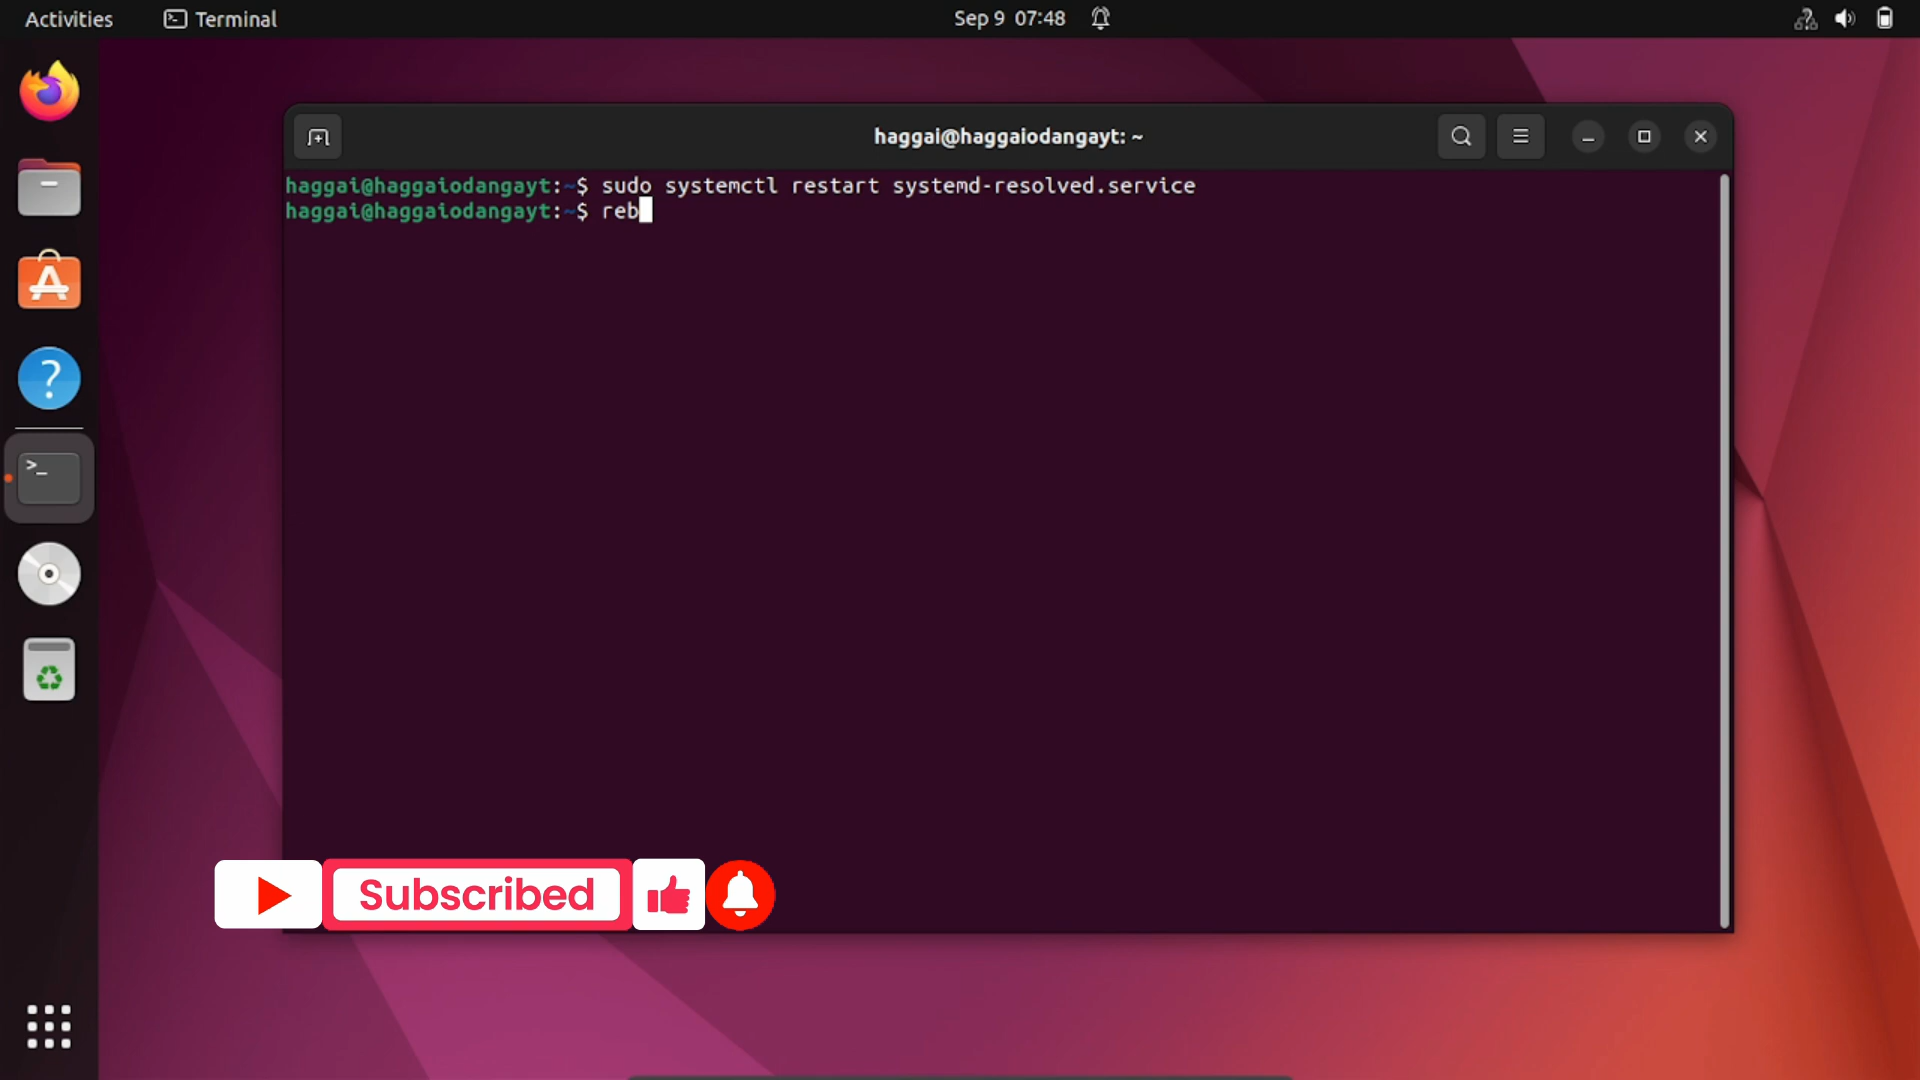 Activities
Terminal
Sep 9 07:48
haggai@haggaiodangayt: ~
haggai@haggaiodangayt:~$ sudo systemctl restart systemd-resolved.service
haggai@haggaiodangayt:~$ reb
Subscribed